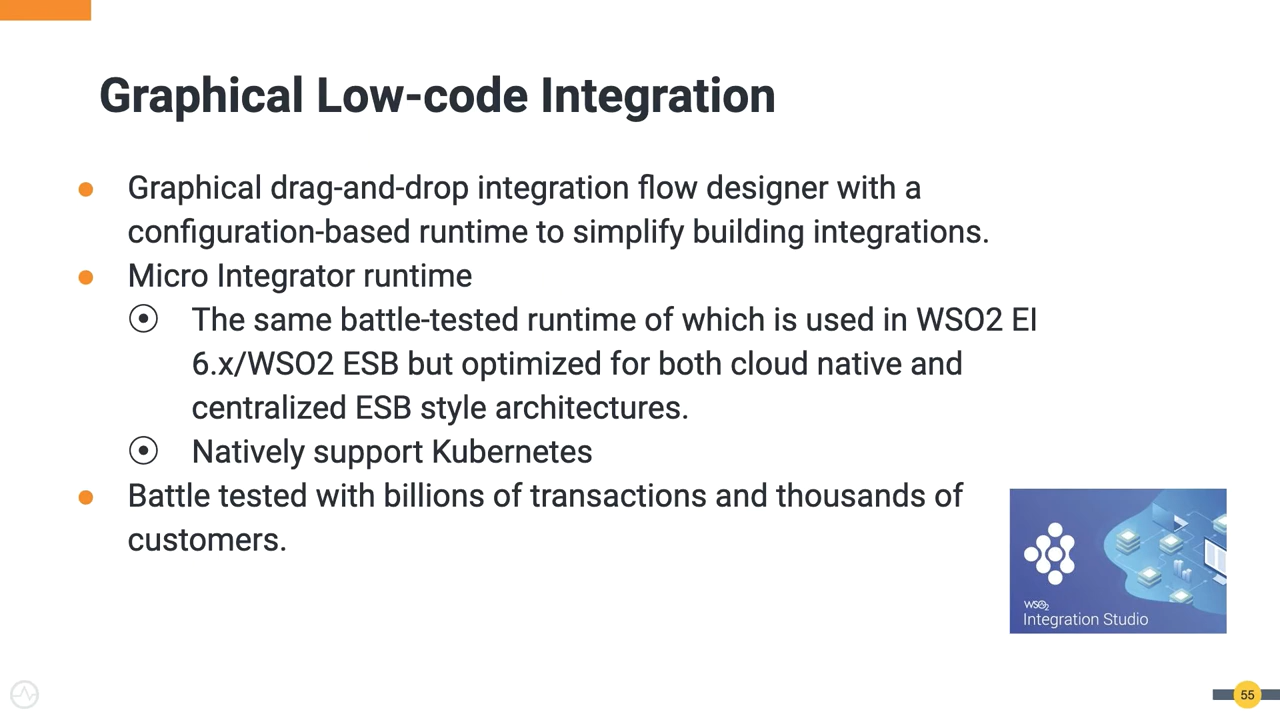 Graphical Low-code Integration
● Graphical drag-and-drop integration flow designer with a
configuration-based runtime to simplify building integrations.
● Micro Integrator runtime
⦿ The same battle-tested runtime of which is used in WSO2 EI
6.x/WSO2 ESB but optimized for both cloud native and
centralized ESB style architectures.
⦿ Natively support Kubernetes
● Battle tested with billions of transactions and thousands of
customers.
WSO2
Integration Studio
55